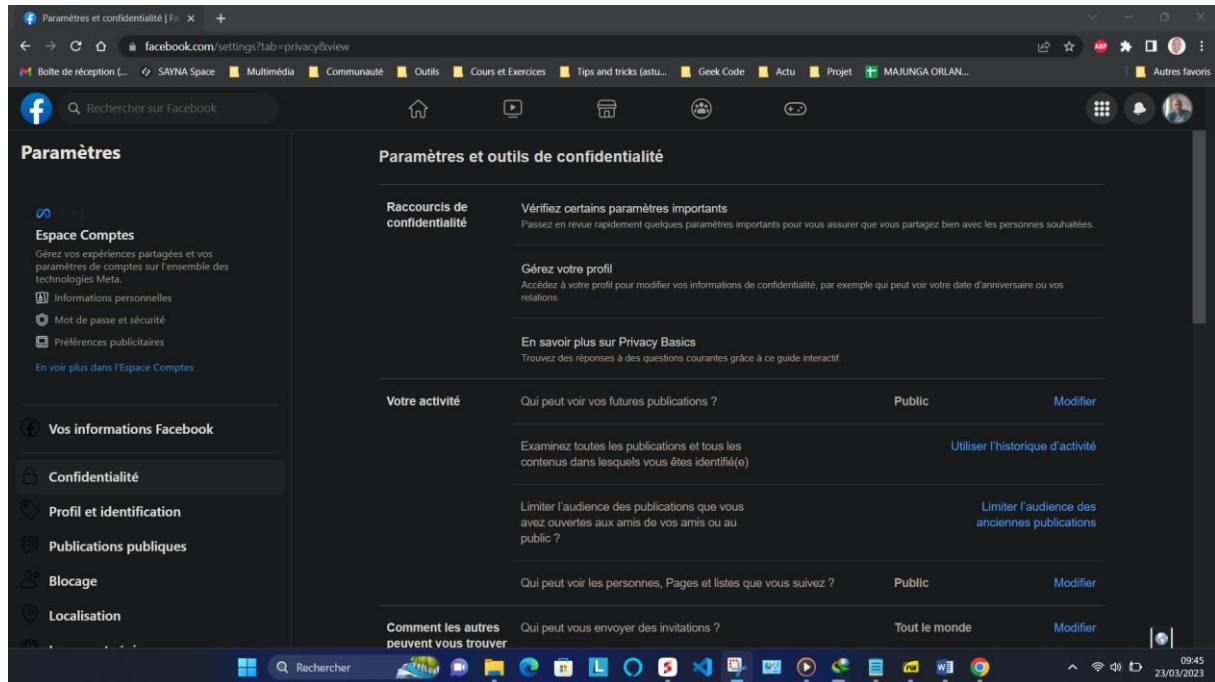 Paramètres et confidentialité | Fa
facebook.com/settings?tab=privacy&view
ABP
Boîte de réception (...
SAYNA Space
Multimédia
Communauté
Outils
Cours et Exercices
Tips and tricks (astu...
Geek Code
Actu
Projet
MAJUNGA ORLAN...
Autres favoris
Rechercher sur Facebook
Paramètres
Espace Comptes
Gérez vos expériences partagées et vos
paramètres de comptes sur l'ensemble des
technologies Meta.
Informations personnelles
Mot de passe et sécurité
Préférences publicitaires
En voir plus dans l'Espace Comptes
Vos informations Facebook
Confidentialité
Profil et identification
Publications publiques
Blocage
Localisation
Paramètres et outils de confidentialité
Raccourcis de
confidentialité
Vérifiez certains paramètres importants
Passez en revue rapidement quelques paramètres importants pour vous assurer que vous partagez bien avec les personnes souhaitées.
Gérez votre profil
Accédez à votre profil pour modifier vos informations de confidentialité, par exemple qui peut voir votre date d'anniversaire ou vos
relations.
En savoir plus sur Privacy Basics
Trouvez des réponses à des questions courantes grâce à ce guide interactif.
Votre activité
Qui peut voir vos futures publications ?
Public
Modifier
Examinez toutes les publications et tous les
contenus dans lesquels vous êtes identifié(e)
Utiliser l'historique d'activité
Limiter l'audience des publications que vous
avez ouvertes aux amis de vos amis ou au
public ?
Limiter l'audience des
anciennes publications
Qui peut voir les personnes, Pages et listes que vous suivez ?
Public
Modifier
Comment les autres
peuvent vous trouver
Qui peut vous envoyer des invitations ?
Tout le monde
Modifier
Rechercher
09:45
23/03/2023